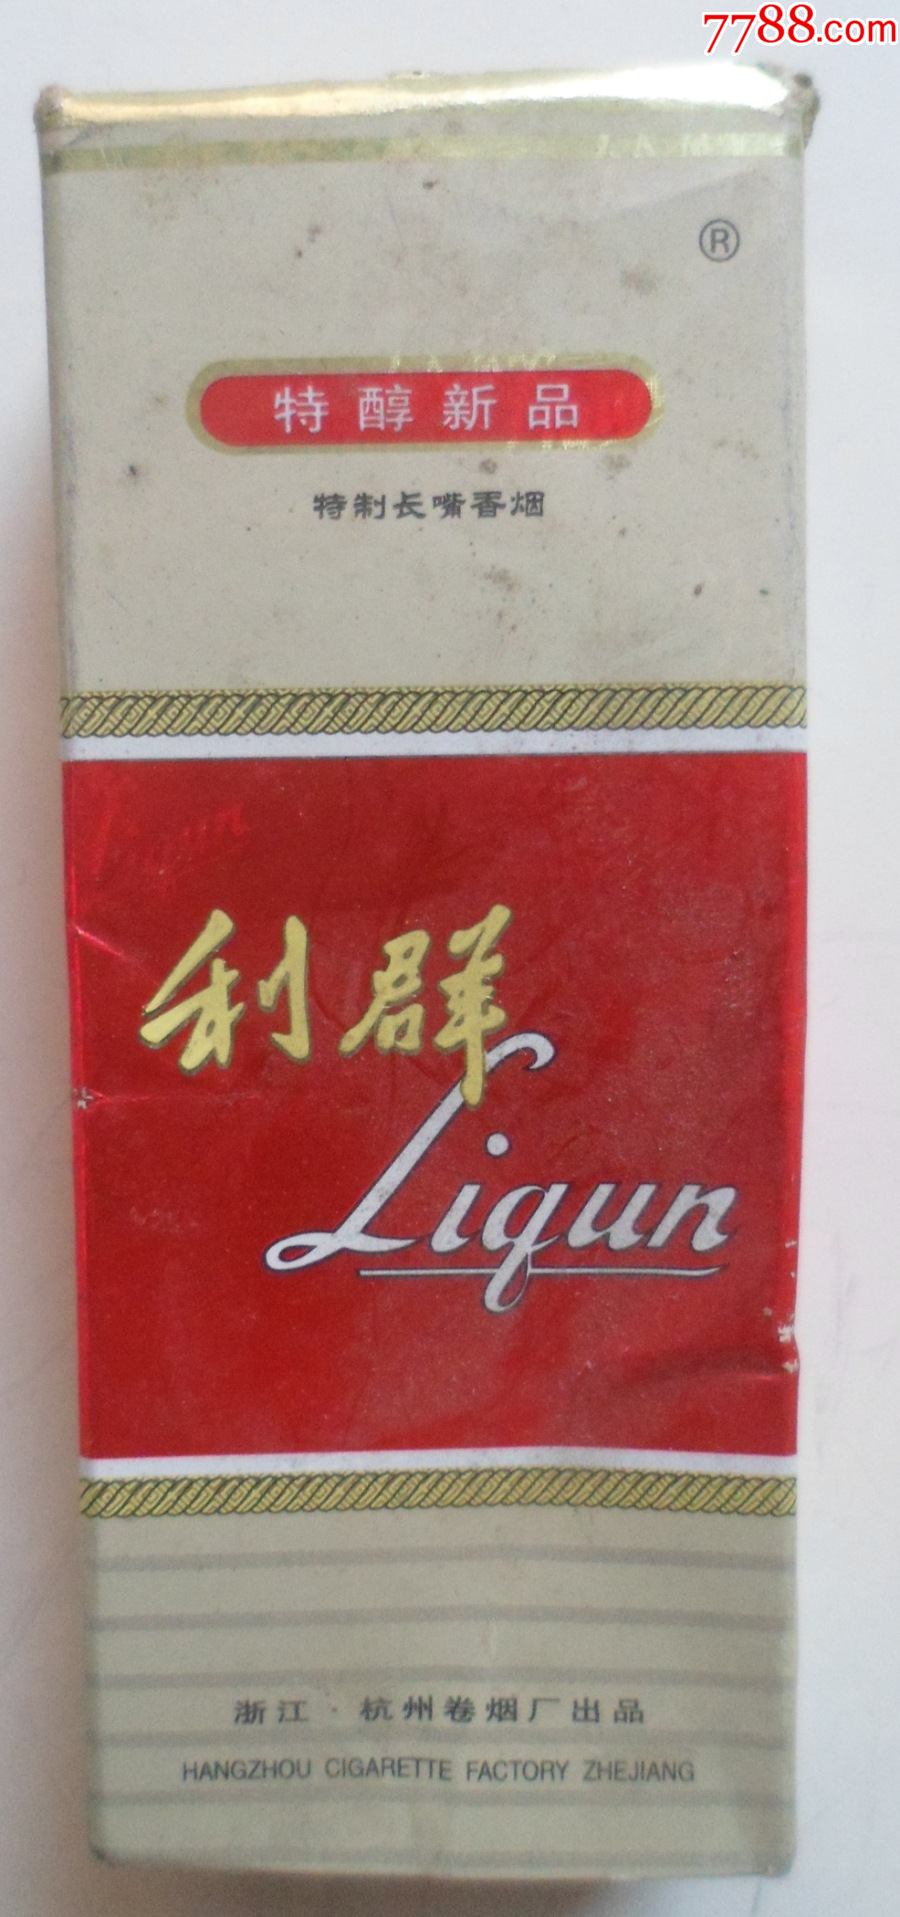 7788.com
®
特醇新品
特制长嘴香烟
Liqun
利群
Liqun
浙江·杭州卷烟厂出品
HANGZHOU CIGARETTE FACTORY ZHEJIANG